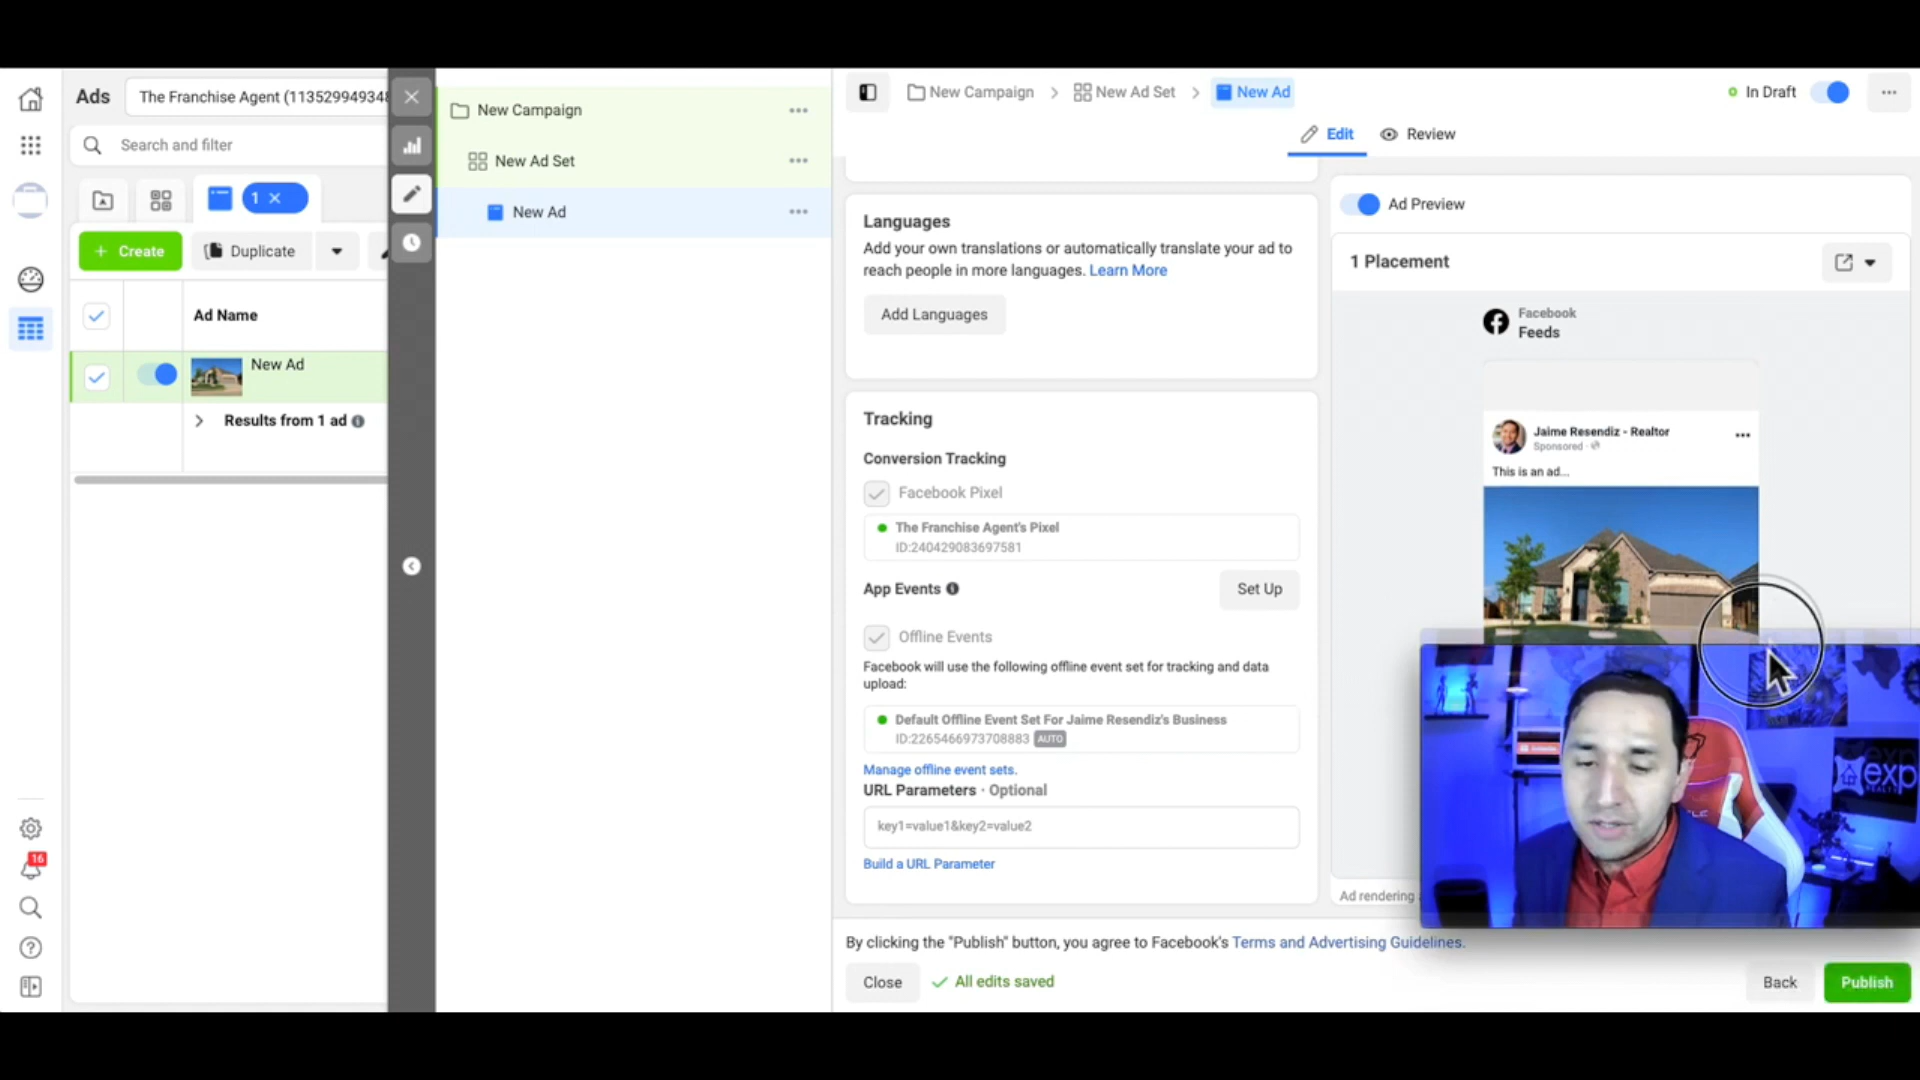 Ads
The Franchise Agent (113529949348
Search and filter
1
+ Create
Duplicate
Ad Name
New Ad
Results from 1 ad
16
New Campaign
New Ad Set
New Ad
New Campaign > New Ad Set > New Ad
In Draft
Edit
Review
Languages
Add your own translations or automatically translate your ad to
reach people in more languages. Learn More
Add Languages
Tracking
Conversion Tracking
Facebook Pixel
The Franchise Agent's Pixel
ID:240429083697581
App Events
Set Up
Offline Events
Facebook will use the following offline event set for tracking and data
upload:
Default Offline Event Set For Jaime Resendiz's Business
ID:2265466973708883 AUTO
Manage offline event sets.
URL Parameters · Optional
key1=value1&key2=value2
Build a URL Parameter
Ad Preview
1 Placement
Facebook
Feeds
Jaime Resendiz - Realtor
Sponsored ·
This is an ad...
exp
Ad rendering
By clicking the "Publish" button, you agree to Facebook's Terms and Advertising Guidelines.
Close
All edits saved
Back
Publish